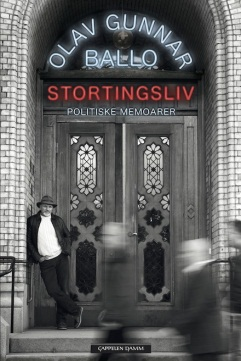 OLAV GUNNAR
BALLO
STORTINGSLIV
POLITISKE MEMOARER
CAPPELEN DAMM